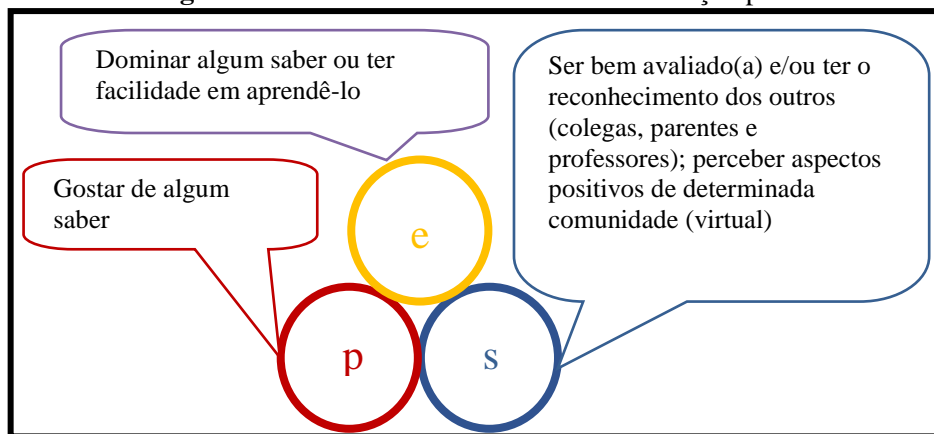 Dominar algum saber ou ter
facilidade em aprendê-lo
Ser bem avaliado(a) e/ou ter o
reconhecimento dos outros
(colegas, parentes e
professores); perceber aspectos
positivos de determinada
comunidade (virtual)
Gostar de algum
saber
e
p
s